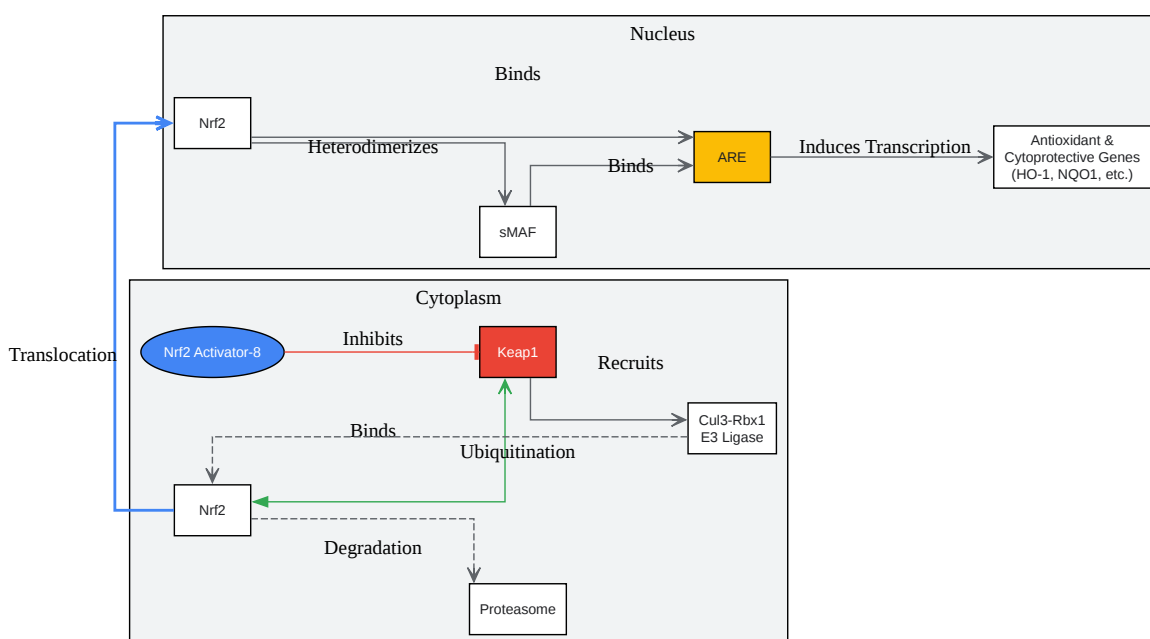 Nucleus
Binds
Nrf2
Heterodimerizes
Binds
ARE
Induces Transcription
Antioxidant &
Cytoprotective Genes
(HO-1, NQO1, etc.)
sMAF
Cytoplasm
Translocation
Nrf2 Activator-8
Inhibits
Keap1
Recruits
Cul3-Rbx1
E3 Ligase
Binds
Ubiquitination
Nrf2
Degradation
Proteasome